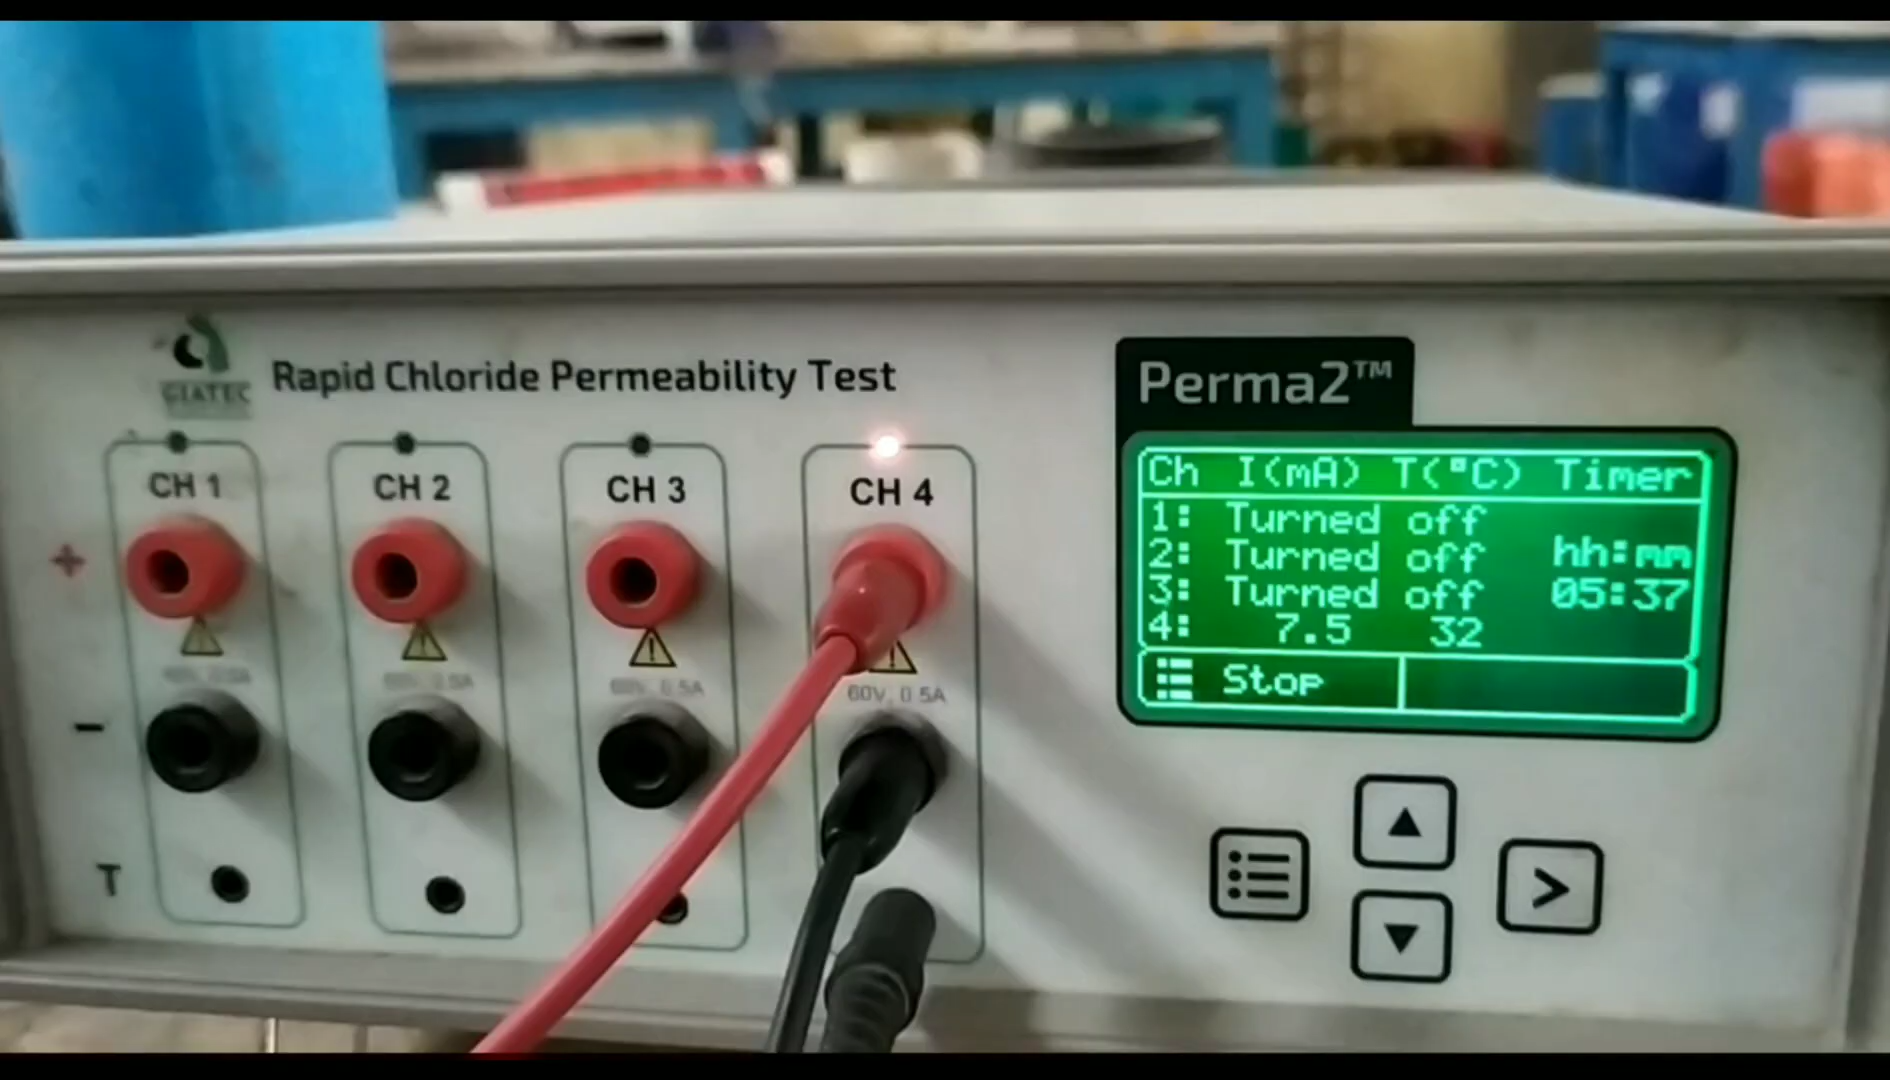 GIATEC
Rapid Chloride Permeability Test
Perma2™
CH 1
CH 2
CH 3
CH 4
+
60V, 0.5A
-
T
Ch I(mA) T(°C) Timer
1: Turned off
2: Turned off hh:mm
3: Turned off 05:37
4: 7.5 32
Stop